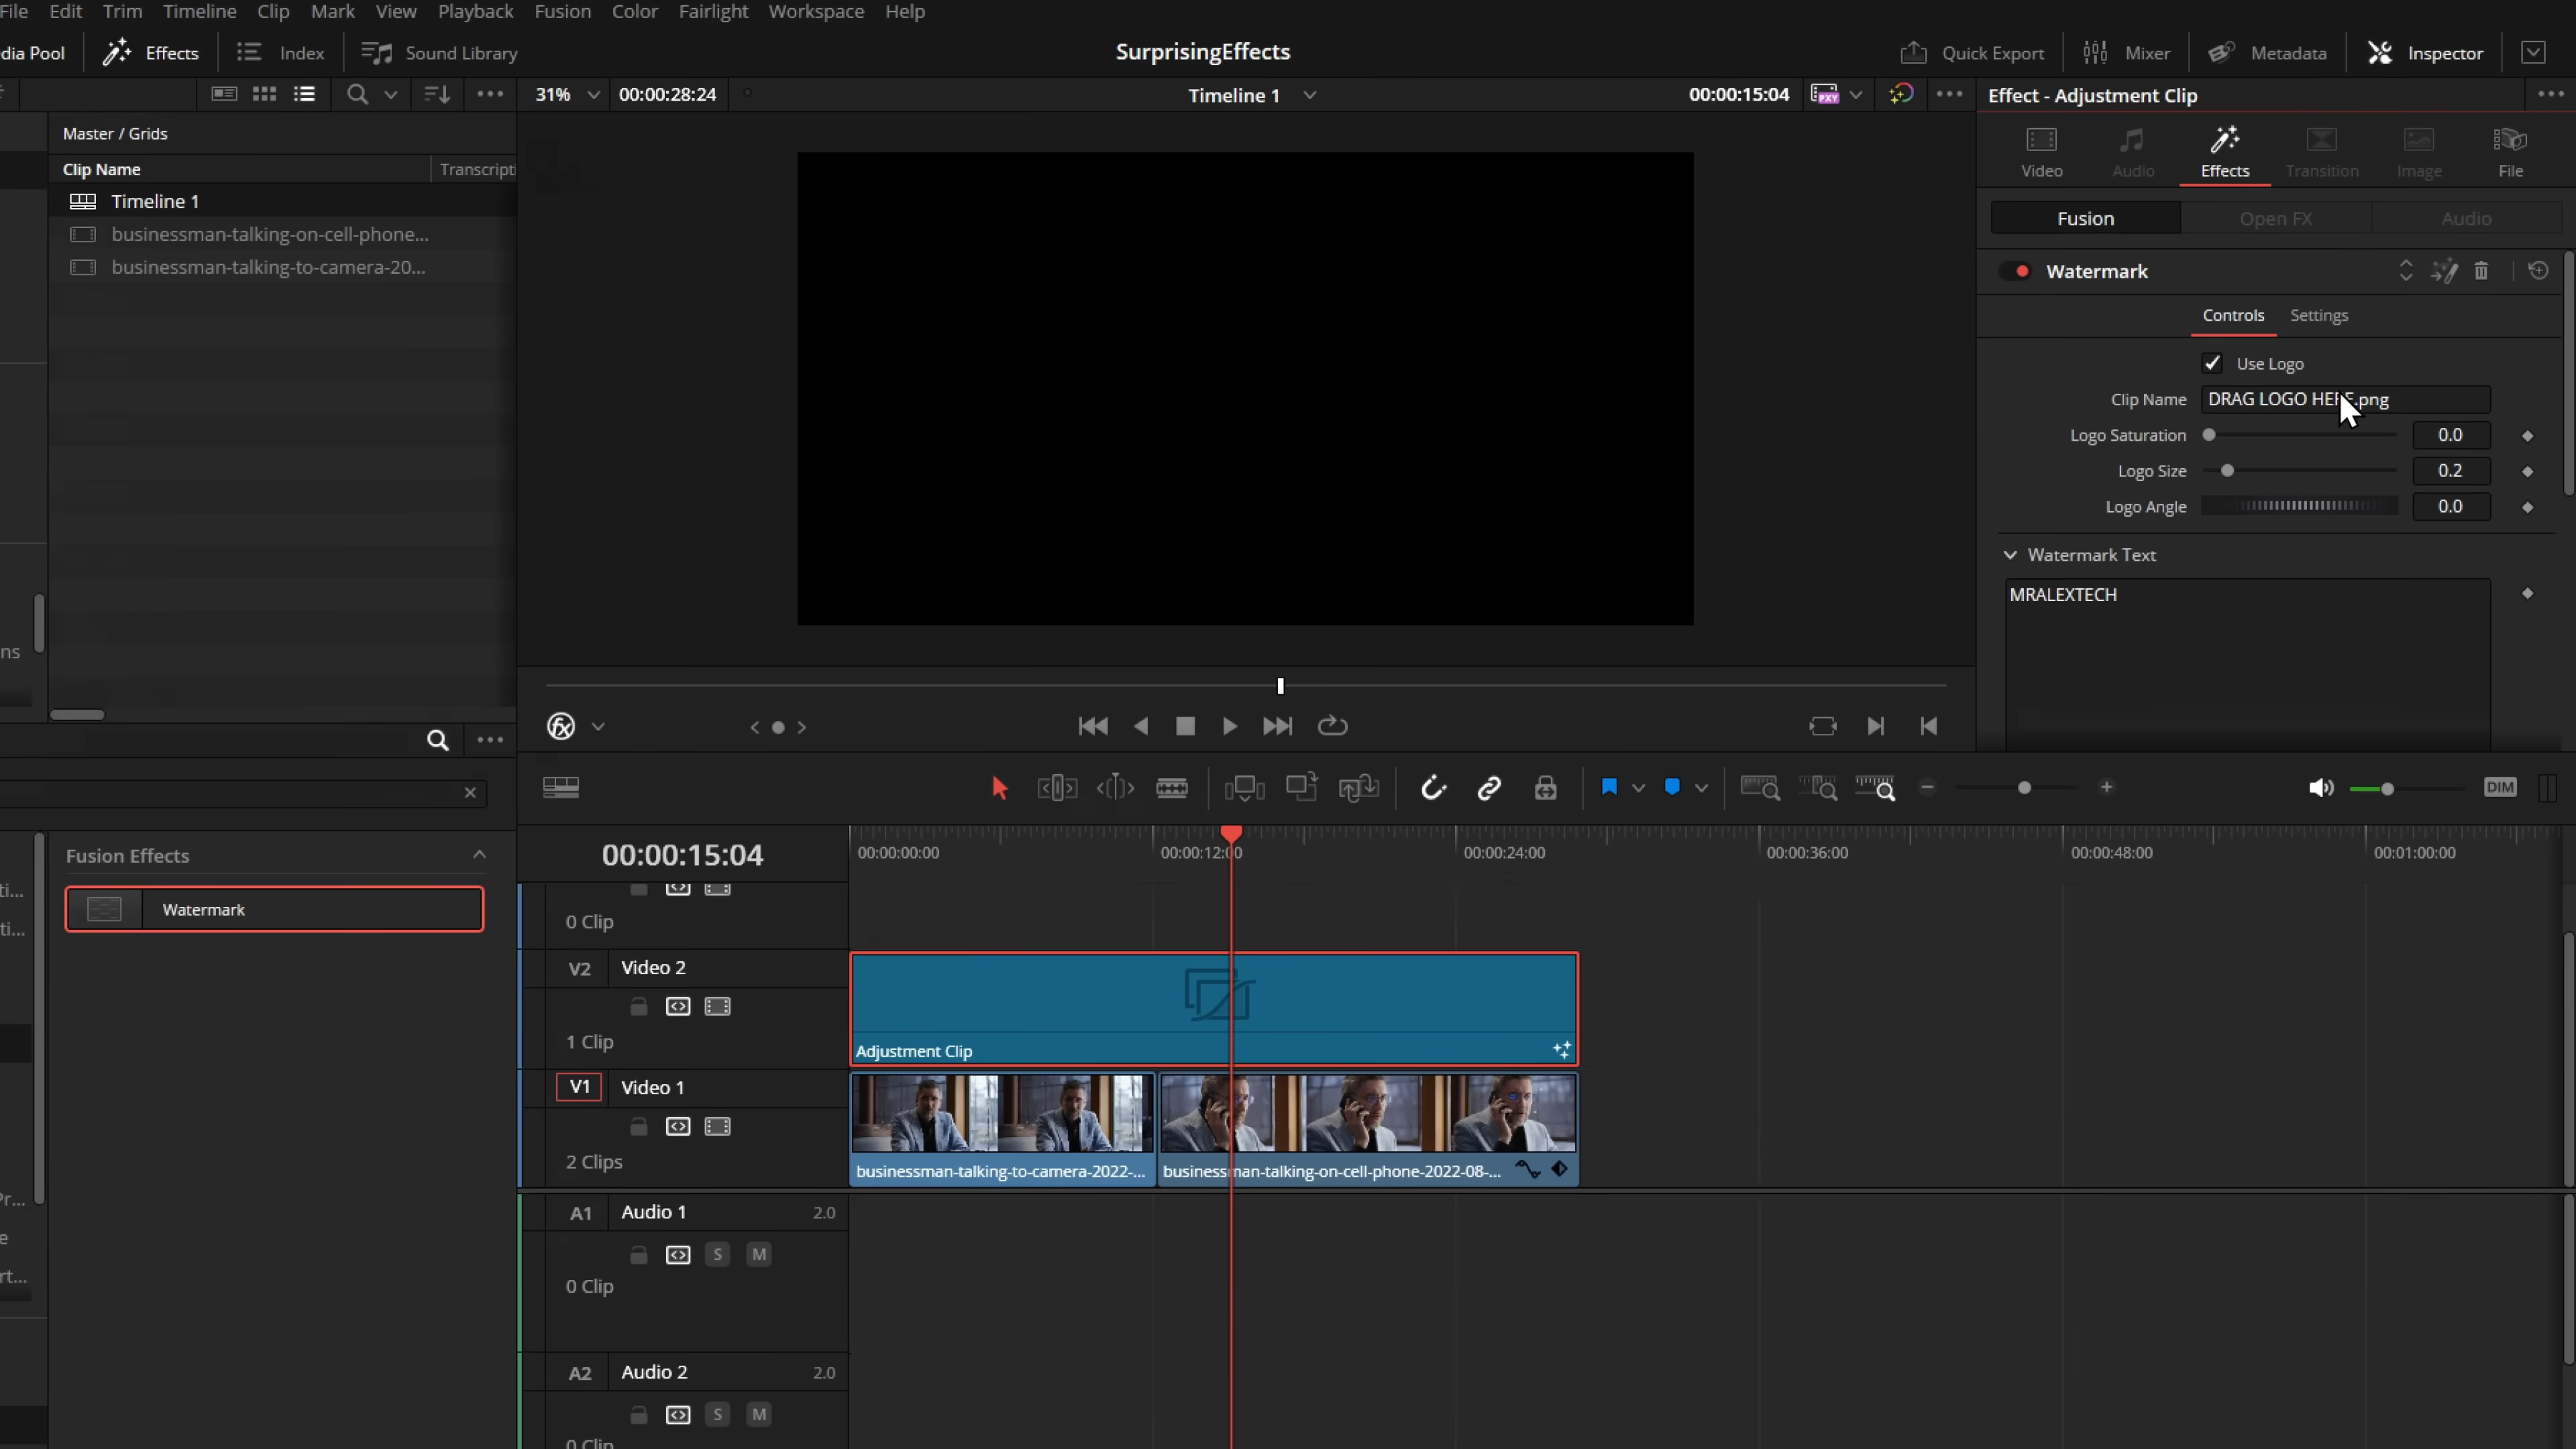 File Edit Trim Timeline Clip Mark View Playback Fusion Color Fairlight Workspace Help
dia Pool Effects Index Sound Library SurprisingEffects Quick Export Mixer Metadata Inspector
31% 00:00:28:24 Timeline 1 00:00:15:04 PXY Effect - Adjustment Clip
Master / Grids
Clip Name Transcripti
Timeline 1
businessman-talking-on-cell-phone...
businessman-talking-to-camera-20...
Video Audio Effects Transition Image File
Fusion Open FX Audio
Watermark
Controls Settings
Use Logo
Clip Name DRAG LOGO HERE.png
Logo Saturation 0.0
Logo Size 0.2
Logo Angle 0.0
Watermark Text
MRALEXTECH
ns
fx
DIM
Fusion Effects
Watermark
ti...
ti...
Pr...
e
rt...
00:00:15:04 00:00:00:00 00:00:12:00 00:00:24:00 00:00:36:00 00:00:48:00 00:01:00:00
0 Clip
V2 Video 2
1 Clip
Adjustment Clip
V1 Video 1
2 Clips
businessman-talking-to-camera-2022-... businessman-talking-on-cell-phone-2022-08-...
A1 Audio 1 2.0
S M
0 Clip
A2 Audio 2 2.0
S M
0 Clip